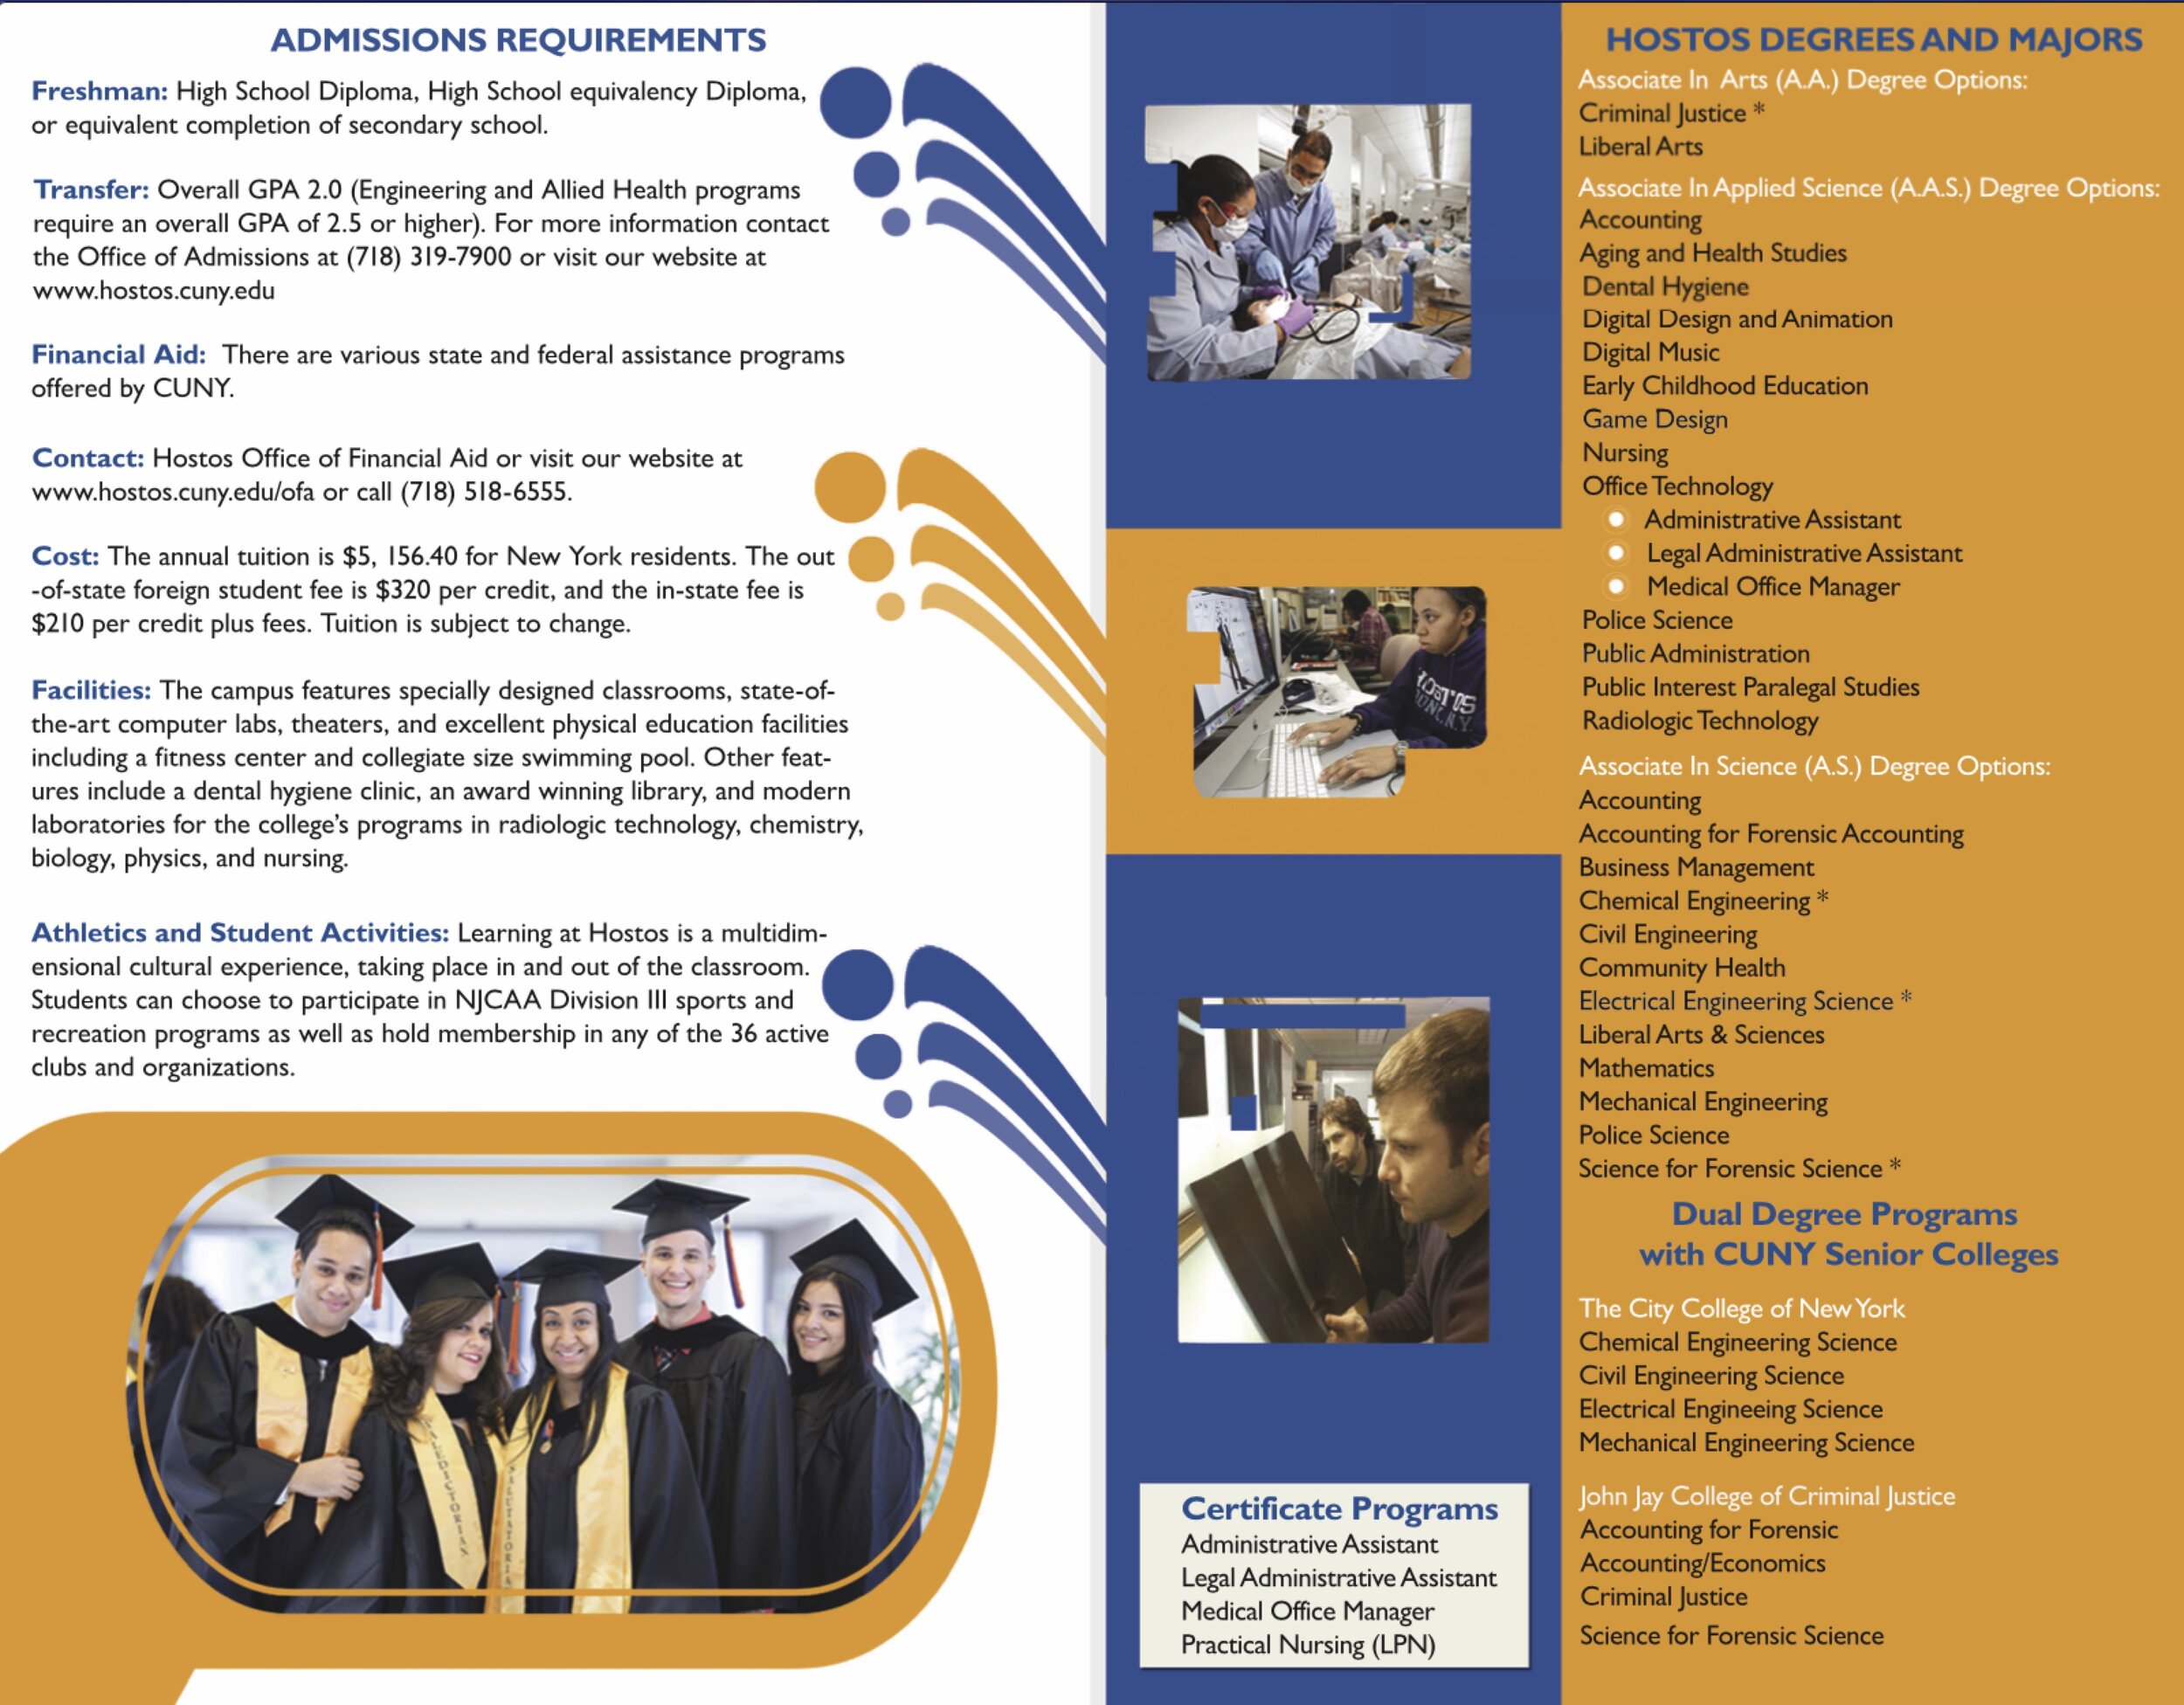 ADMISSIONS REQUIREMENTS
Freshman: High School Diploma, High School equivalency Diploma,
or equivalent completion of secondary school.
Transfer: Overall GPA 2.0 (Engineering and Allied Health programs
require an overall GPA of 2.5 or higher). For more information contact
the Office of Admissions at (718) 319-7900 or visit our website at
www.hostos.cuny.edu
Financial Aid: There are various state and federal assistance programs
offered by CUNY.
Contact: Hostos Office of Financial Aid or visit our website at
www.hostos.cuny.edu/ofa or call (718) 518-6555.
Cost: The annual tuition is $5, 156.40 for New York residents. The out
-of-state foreign student fee is $320 per credit, and the in-state fee is
$210 per credit plus fees. Tuition is subject to change.
Facilities: The campus features specially designed classrooms, state-of-
the-art computer labs, theaters, and excellent physical education facilities
including a fitness center and collegiate size swimming pool. Other feat-
ures include a dental hygiene clinic, an award winning library, and modern
laboratories for the college's programs in radiologic technology, chemistry,
biology, physics, and nursing.
Athletics and Student Activities: Learning at Hostos is a multidim-
ensional cultural experience, taking place in and out of the classroom.
Students can choose to participate in NJCAA Division III sports and
recreation programs as well as hold membership in any of the 36 active
clubs and organizations.
VALEDICTORIAN
SALUTATORIAN
HOSTOS
Certificate Programs
Administrative Assistant
Legal Administrative Assistant
Medical Office Manager
Practical Nursing (LPN)
HOSTOS DEGREES AND MAJORS
Associate In Arts (A.A.) Degree Options:
Criminal Justice *
Liberal Arts
Associate In Applied Science (A.A.S.) Degree Options:
Accounting
Aging and Health Studies
Dental Hygiene
Digital Design and Animation
Digital Music
Early Childhood Education
Game Design
Nursing
Office Technology
Administrative Assistant
Legal Administrative Assistant
Medical Office Manager
Police Science
Public Administration
Public Interest Paralegal Studies
Radiologic Technology
Associate In Science (A.S.) Degree Options:
Accounting
Accounting for Forensic Accounting
Business Management
Chemical Engineering *
Civil Engineering
Community Health
Electrical Engineering Science *
Liberal Arts & Sciences
Mathematics
Mechanical Engineering
Police Science
Science for Forensic Science *
Dual Degree Programs
with CUNY Senior Colleges
The City College of New York
Chemical Engineering Science
Civil Engineering Science
Electrical Engineeing Science
Mechanical Engineering Science
John Jay College of Criminal Justice
Accounting for Forensic
Accounting/Economics
Criminal Justice
Science for Forensic Science